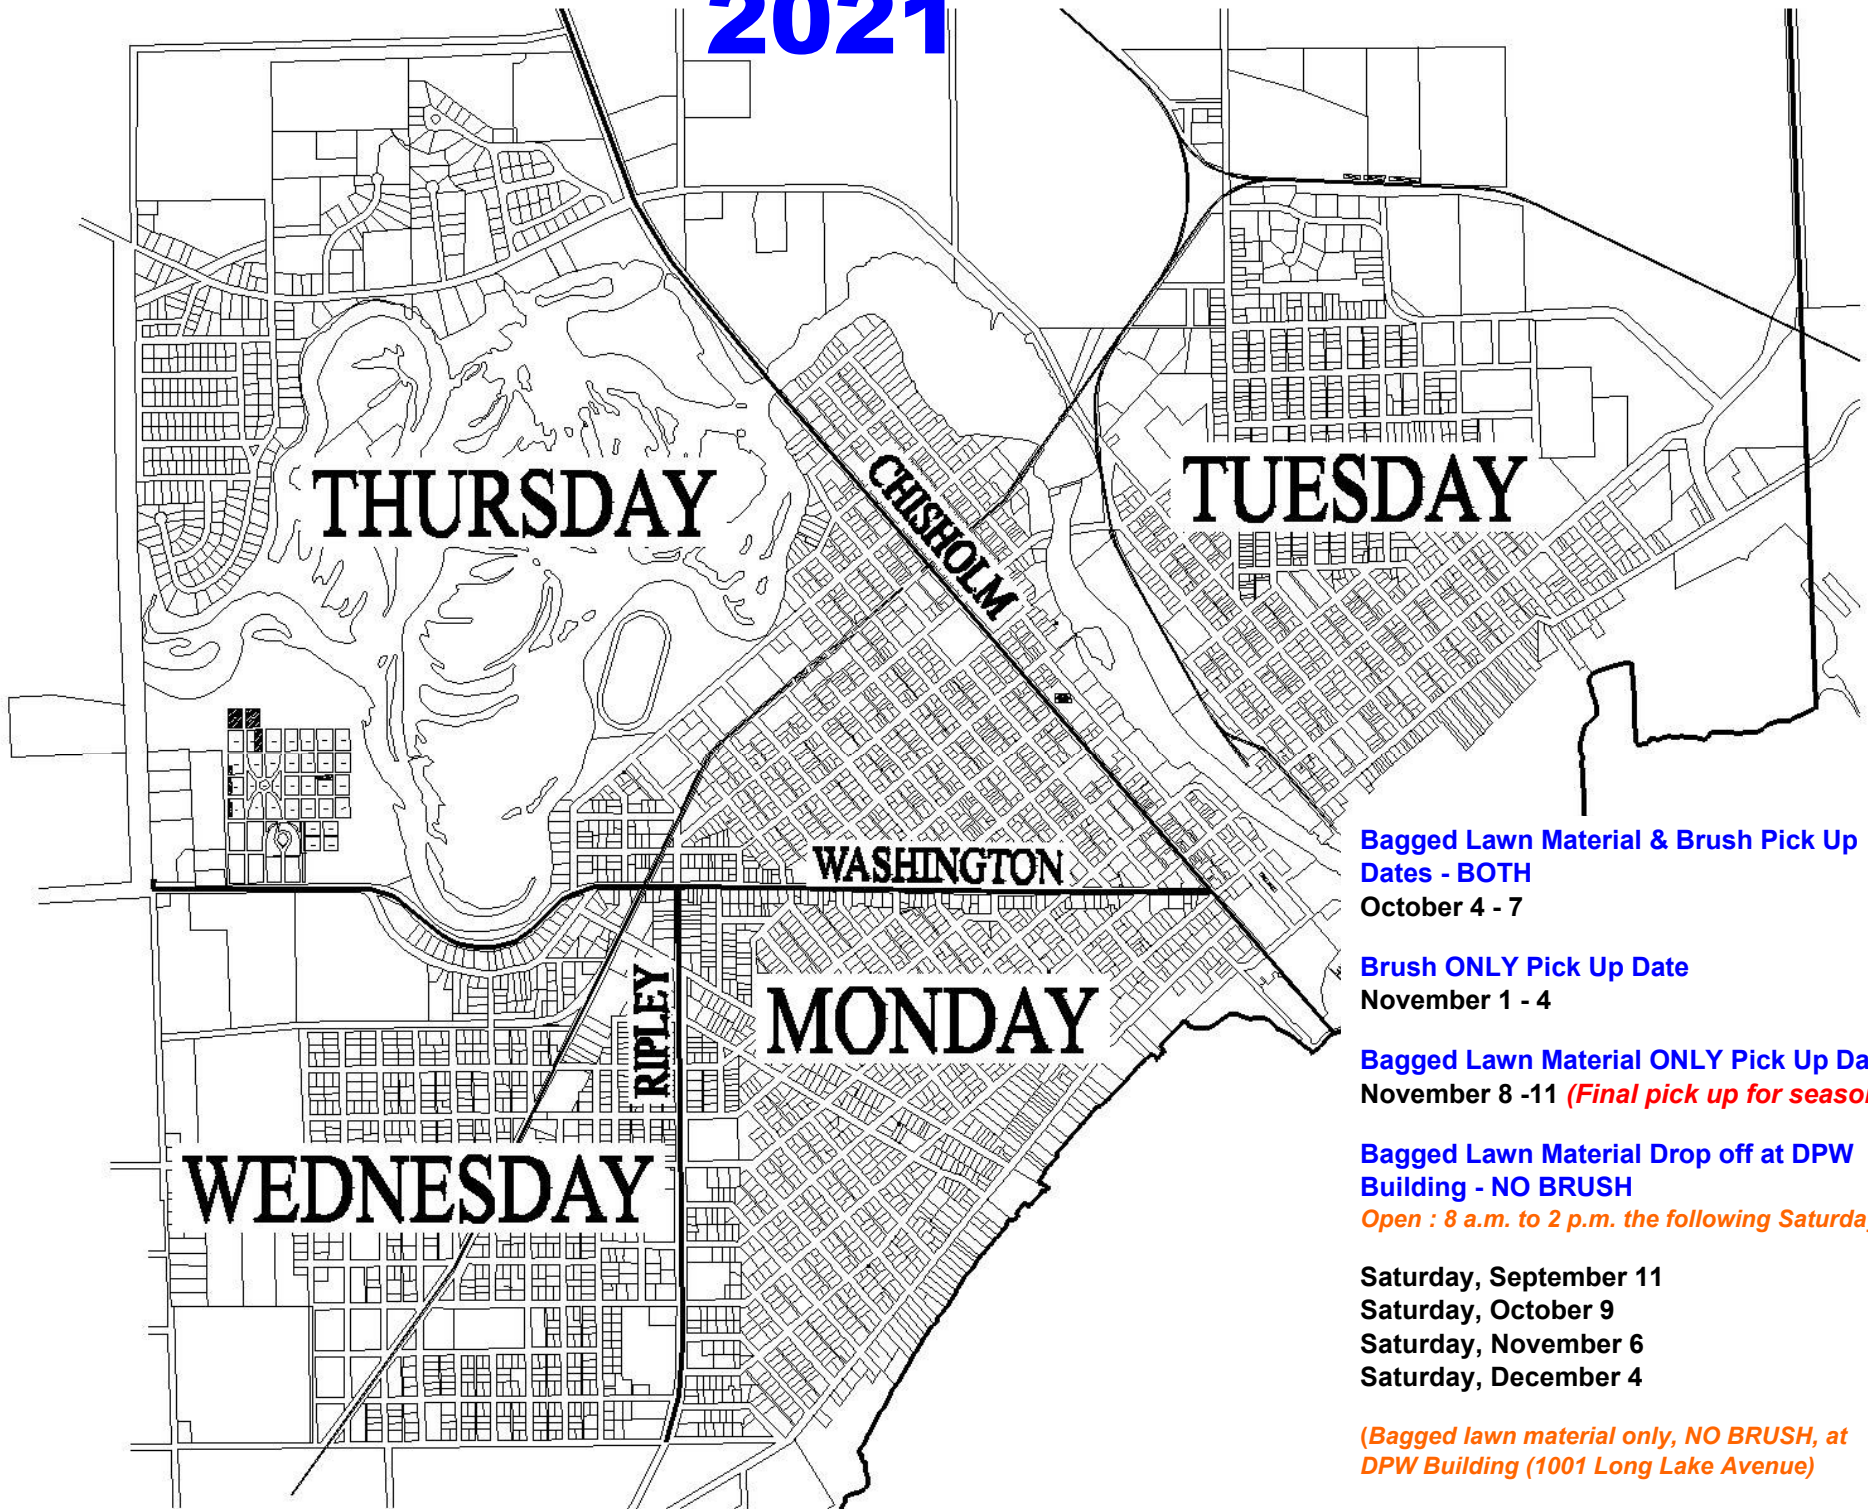 2021
THURSDAY
CHISHOLM
TUESDAY
WASHINGTON
RIPLEY
MONDAY
WEDNESDAY
Bagged Lawn Material & Brush Pick Up
Dates - BOTH
October 4 - 7
Brush ONLY Pick Up Date
November 1 - 4
Bagged Lawn Material ONLY Pick Up Da
November 8 -11 (Final pick up for season
Bagged Lawn Material Drop off at DPW
Building - NO BRUSH
Open : 8 a.m. to 2 p.m. the following Saturday
Saturday, September 11
Saturday, October 9
Saturday, November 6
Saturday, December 4
(Bagged lawn material only, NO BRUSH, at
DPW Building (1001 Long Lake Avenue)